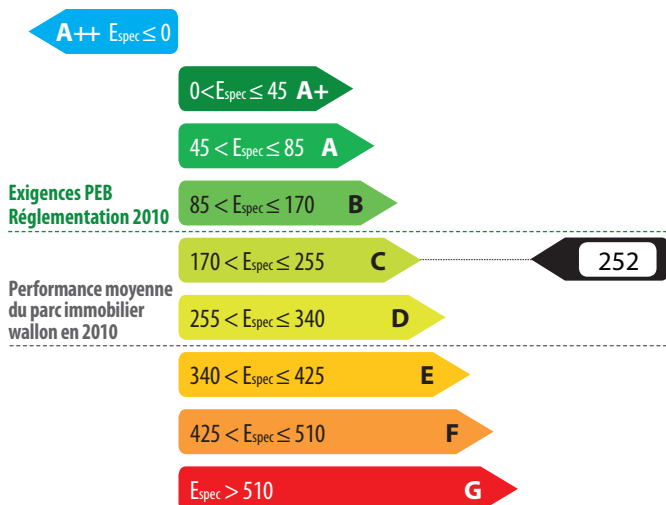 A++ Espec ≤ 0
0<Espec ≤ 45 A+
45 < Espec ≤ 85 A
Exigences PEB
Réglementation 2010
85 < Espec ≤ 170 B
170 < Espec ≤ 255 C
252
Performance moyenne
du parc immobilier
wallon en 2010
255 < Espec ≤ 340 D
340 < Espec ≤ 425 E
425 < Espec ≤ 510 F
Espec > 510 G